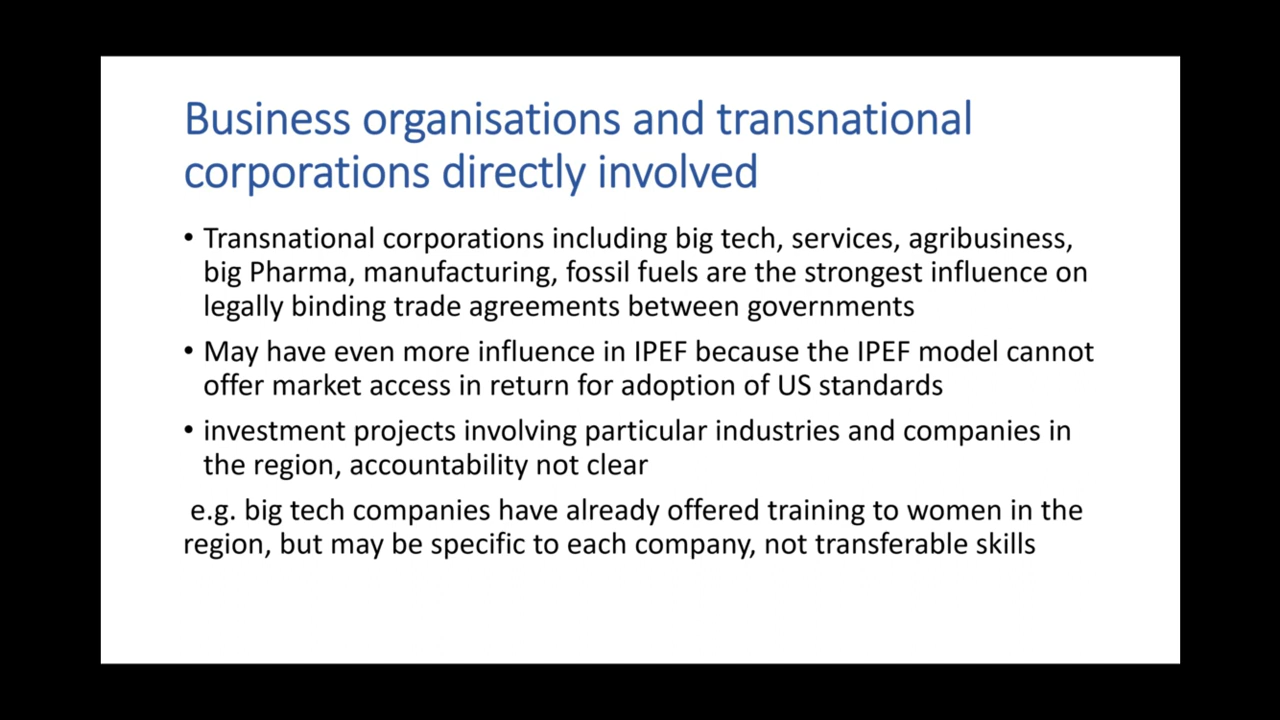 Business organisations and transnational
corporations directly involved
• Transnational corporations including big tech, services, agribusiness,
big Pharma, manufacturing, fossil fuels are the strongest influence on
legally binding trade agreements between governments
• May have even more influence in IPEF because the IPEF model cannot
offer market access in return for adoption of US standards
• investment projects involving particular industries and companies in
the region, accountability not clear
e.g. big tech companies have already offered training to women in the
region, but may be specific to each company, not transferable skills